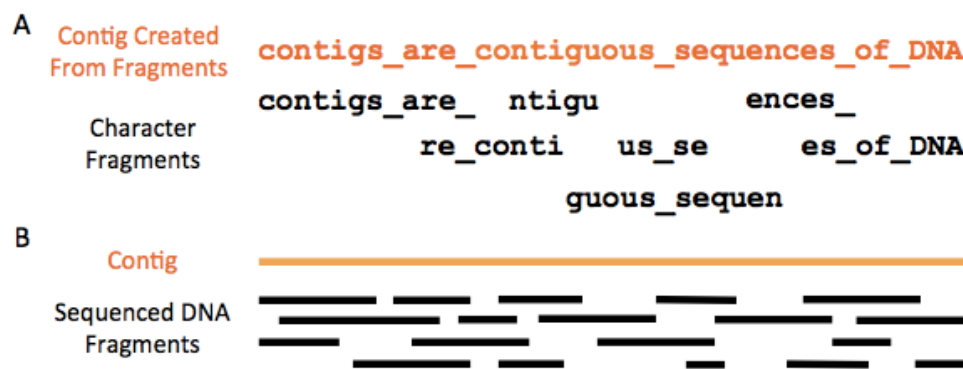 A
Contig Created
From Fragments
contigs_are_contiguous_sequences_of_DNA
Character
Fragments
contigs_are_ ntigu ences_
re_conti us_se es_of_DNA
guous_sequen
B
Contig
Sequenced DNA
Fragments